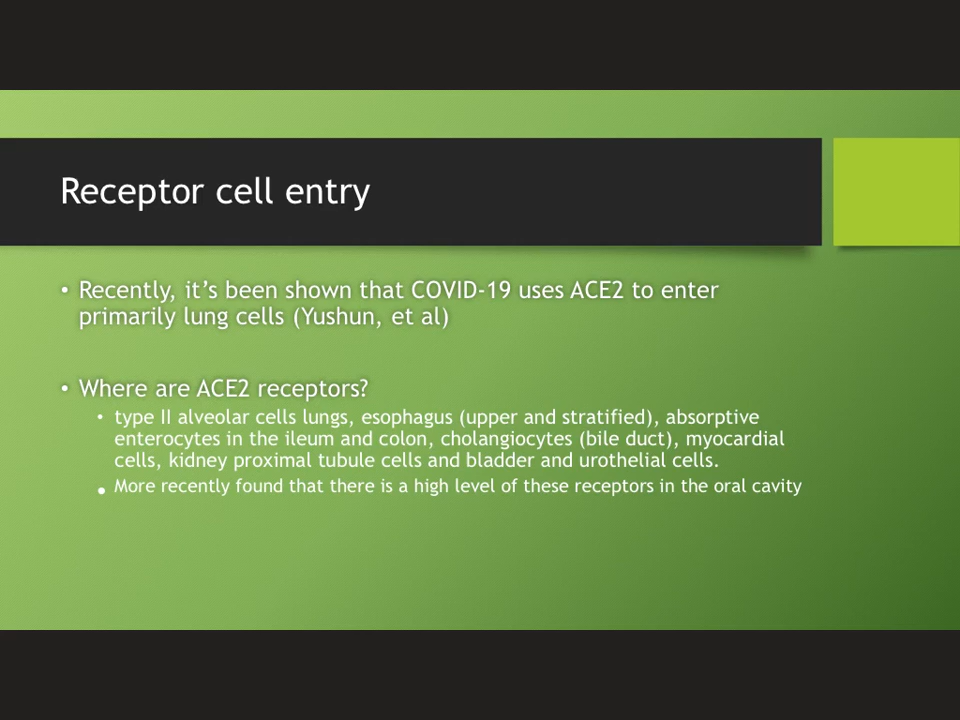 Receptor cell entry
• Recently, it’s been shown that COVID-19 uses ACE2 to enter
primarily lung cells (Yushun, et al)
• Where are ACE2 receptors?
• type II alveolar cells lungs, esophagus (upper and stratified), absorptive
enterocytes in the ileum and colon, cholangiocytes (bile duct), myocardial
cells, kidney proximal tubule cells and bladder and urothelial cells.
• More recently found that there is a high level of these receptors in the oral cavity